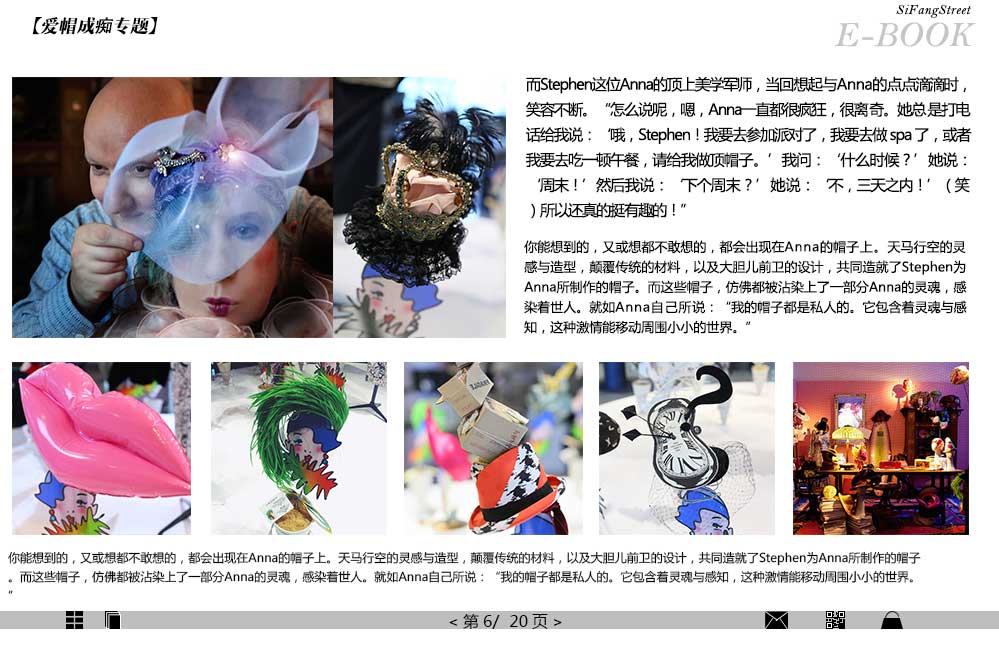 【爱帽成痴专题】
SiFangStreet
E-BOOK
而Stephen这位Anna的顶上美学军师，当回想起与Anna的点点滴滴时，
笑容不断。“怎么说呢，嗯，Anna一直都很疯狂，很离奇。她总是打电
话给我说：‘哦，Stephen！我要去参加派对了，我要去做 spa 了，或者
我要去吃一顿午餐，请给我做顶帽子。’我问：‘什么时候？’她说：
‘周末！’然后我说：‘下个周末？’她说：‘不，三天之内！’（笑
）所以还真的挺有趣的！”
你能想到的，又或想都不敢想的，都会出现在Anna的帽子上。天马行空的灵
感与造型，颠覆传统的材料，以及大胆儿前卫的设计，共同造就了Stephen为
Anna所制作的帽子。而这些帽子，仿佛都被沾染上了一部分Anna的灵魂，感
染着世人。就如Anna自己所说：“我的帽子都是私人的。它包含着灵魂与感
知，这种激情能移动周围小小的世界。”
你能想到的，又或想都不敢想的，都会出现在Anna的帽子上。天马行空的灵感与造型，颠覆传统的材料，以及大胆儿前卫的设计，共同造就了Stephen为Anna所制作的帽子
。而这些帽子，仿佛都被沾染上了一部分Anna的灵魂，感染着世人。就如Anna自己所说：“我的帽子都是私人的。它包含着灵魂与感知，这种激情能移动周围小小的世界。
”
< 第 6/ 20 页 >